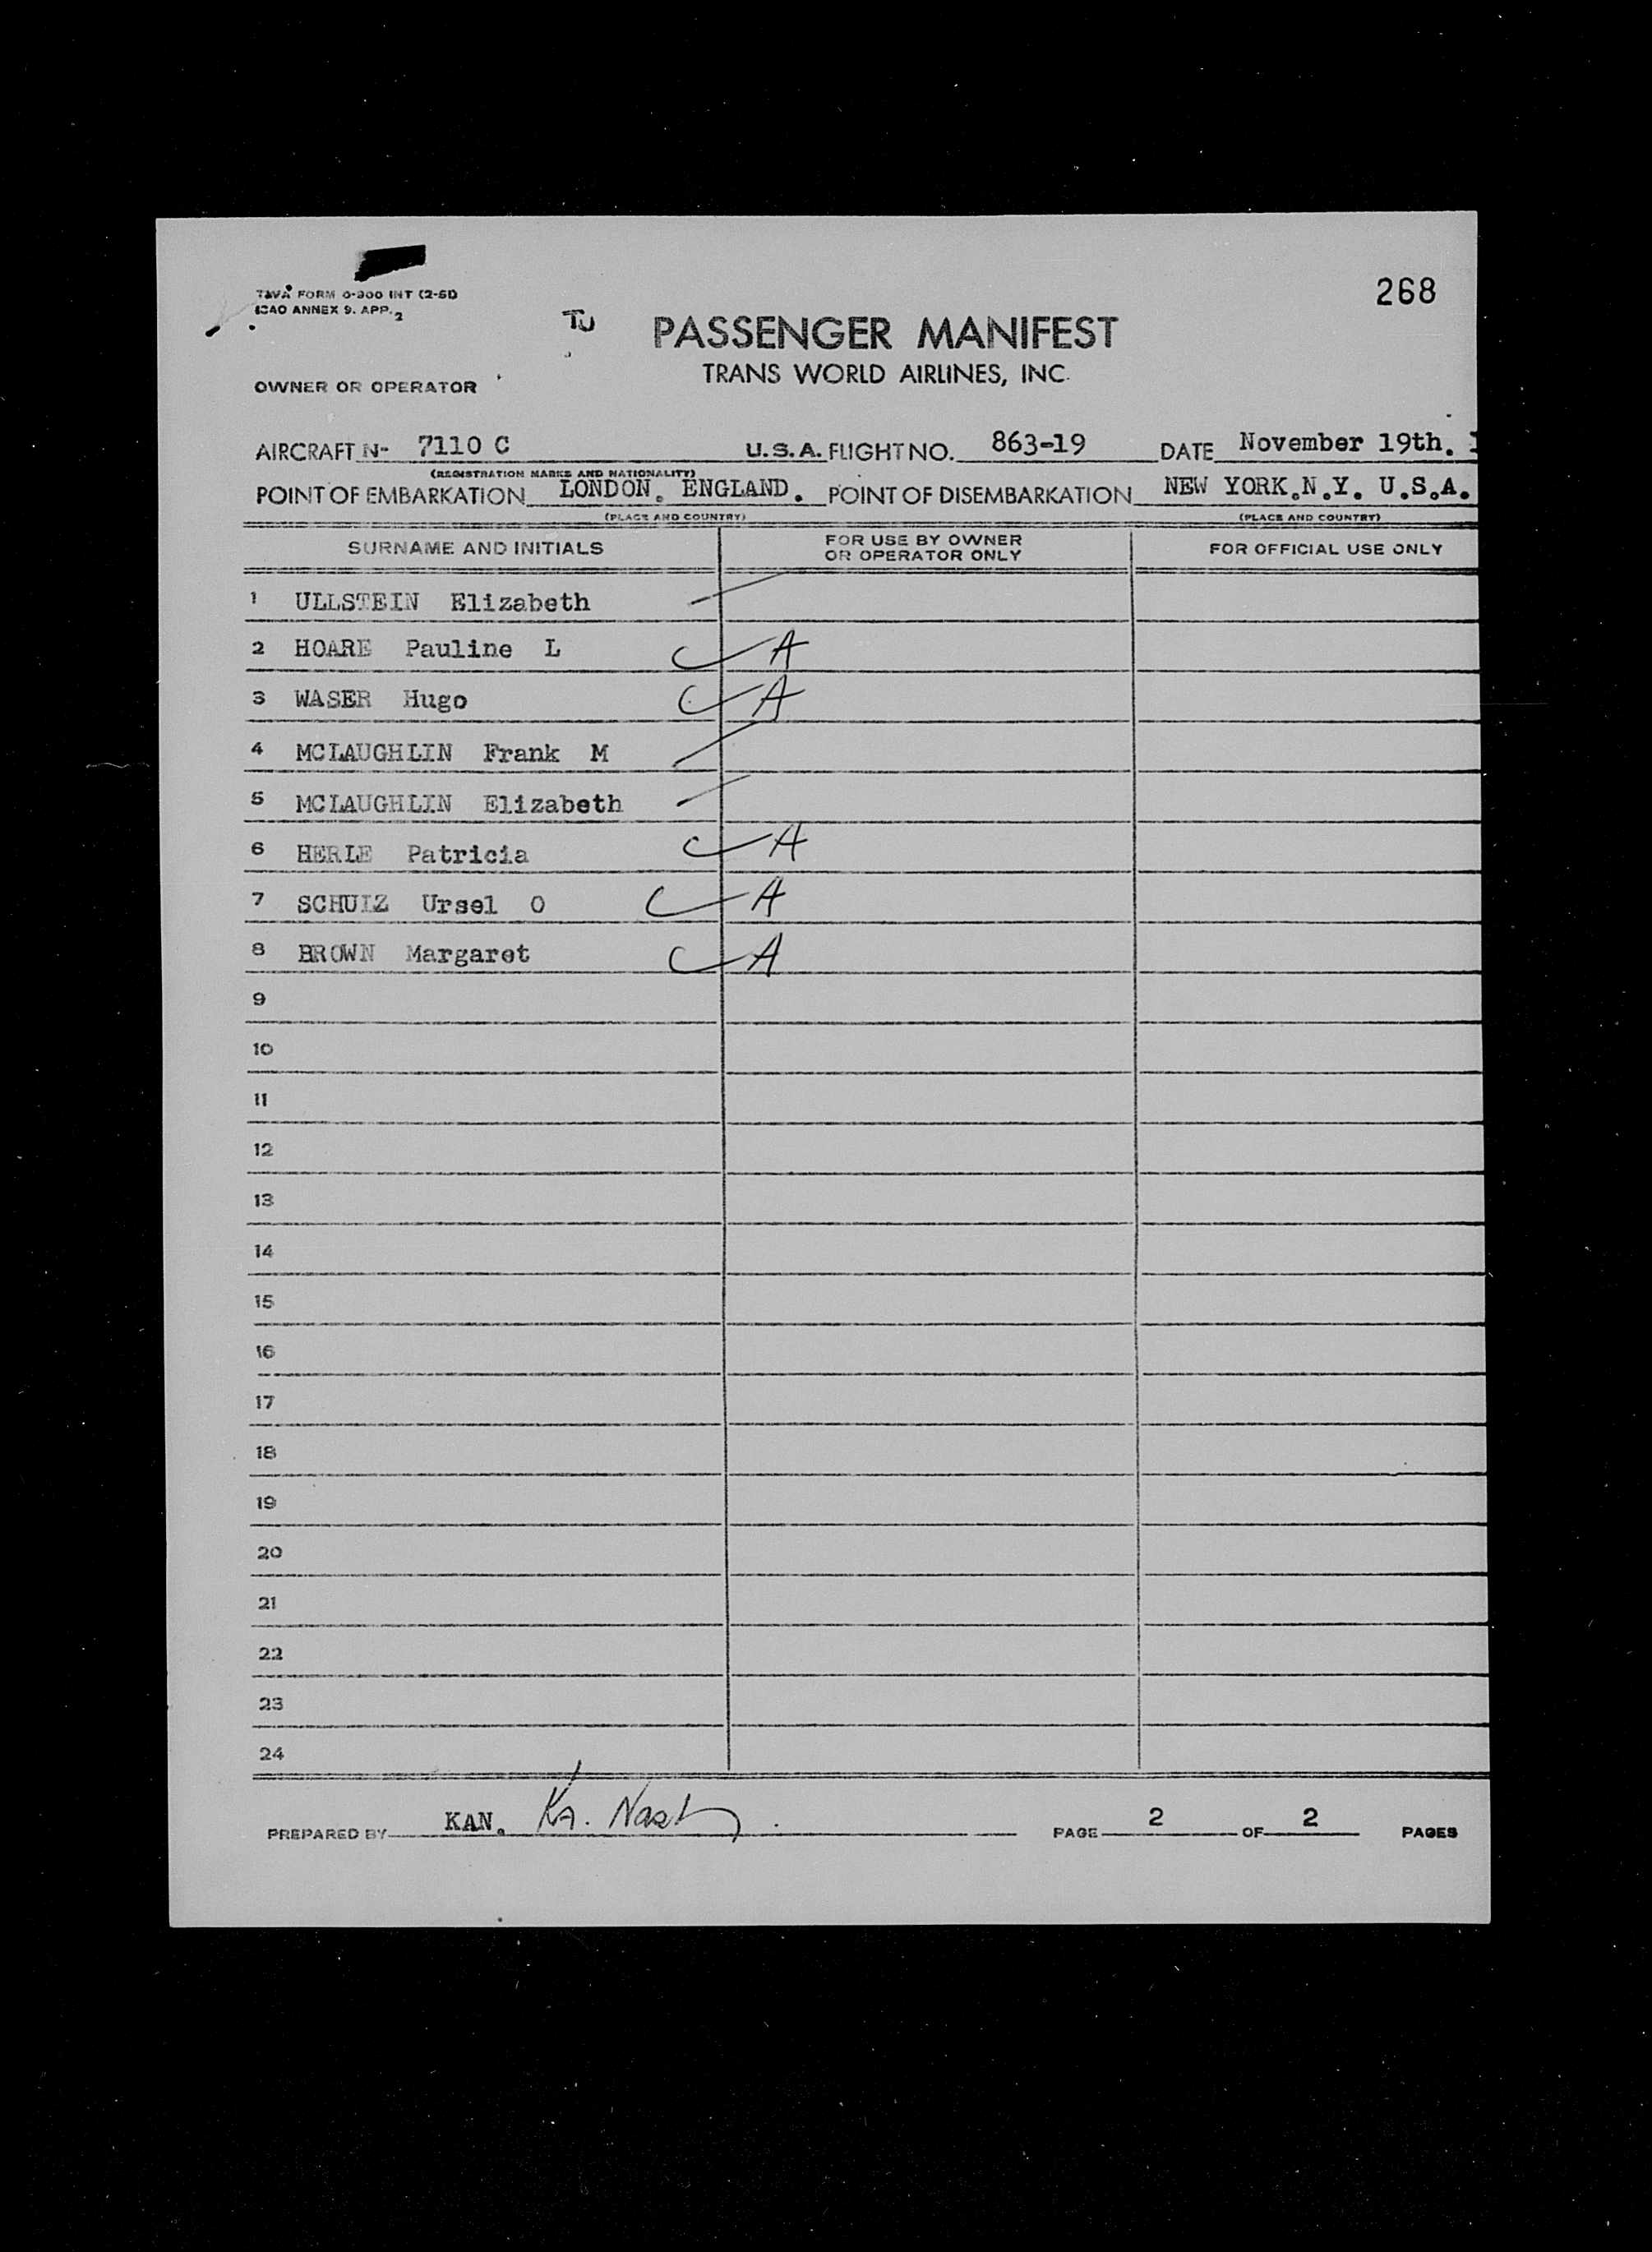 268
TWA FORM 0-900 INT (2-51)
ICAO ANNEX 9. APP. 2
TU
PASSENGER MANIFEST
TRANS WORLD AIRLINES, INC.
OWNER OR OPERATOR
AIRCRAFT N- 7110 C U.S.A. FLIGHT NO. 863-19 DATE November 19th.
(REGISTRATION MARKS AND NATIONALITY)
POINT OF EMBARKATION LONDON. ENGLAND. POINT OF DISEMBARKATION NEW YORK.N.Y. U.S.A.
(PLACE AND COUNTRY) (PLACE AND COUNTRY)
SURNAME AND INITIALS FOR USE BY OWNER OR OPERATOR ONLY FOR OFFICIAL USE ONLY
1 ULLSTEIN Elizabeth
2 HOARE Pauline L A
3 WASER Hugo A
4 MCLAUGHLIN Frank M
5 MCLAUGHLIN Elizabeth
6 HERLE Patricia A
7 SCHULZ Ursel O A
8 BROWN Margaret A
9
10
11
12
13
14
15
16
17
18
19
20
21
22
23
24
PREPARED BY KAN. PAGE 2 OF 2 PAGES